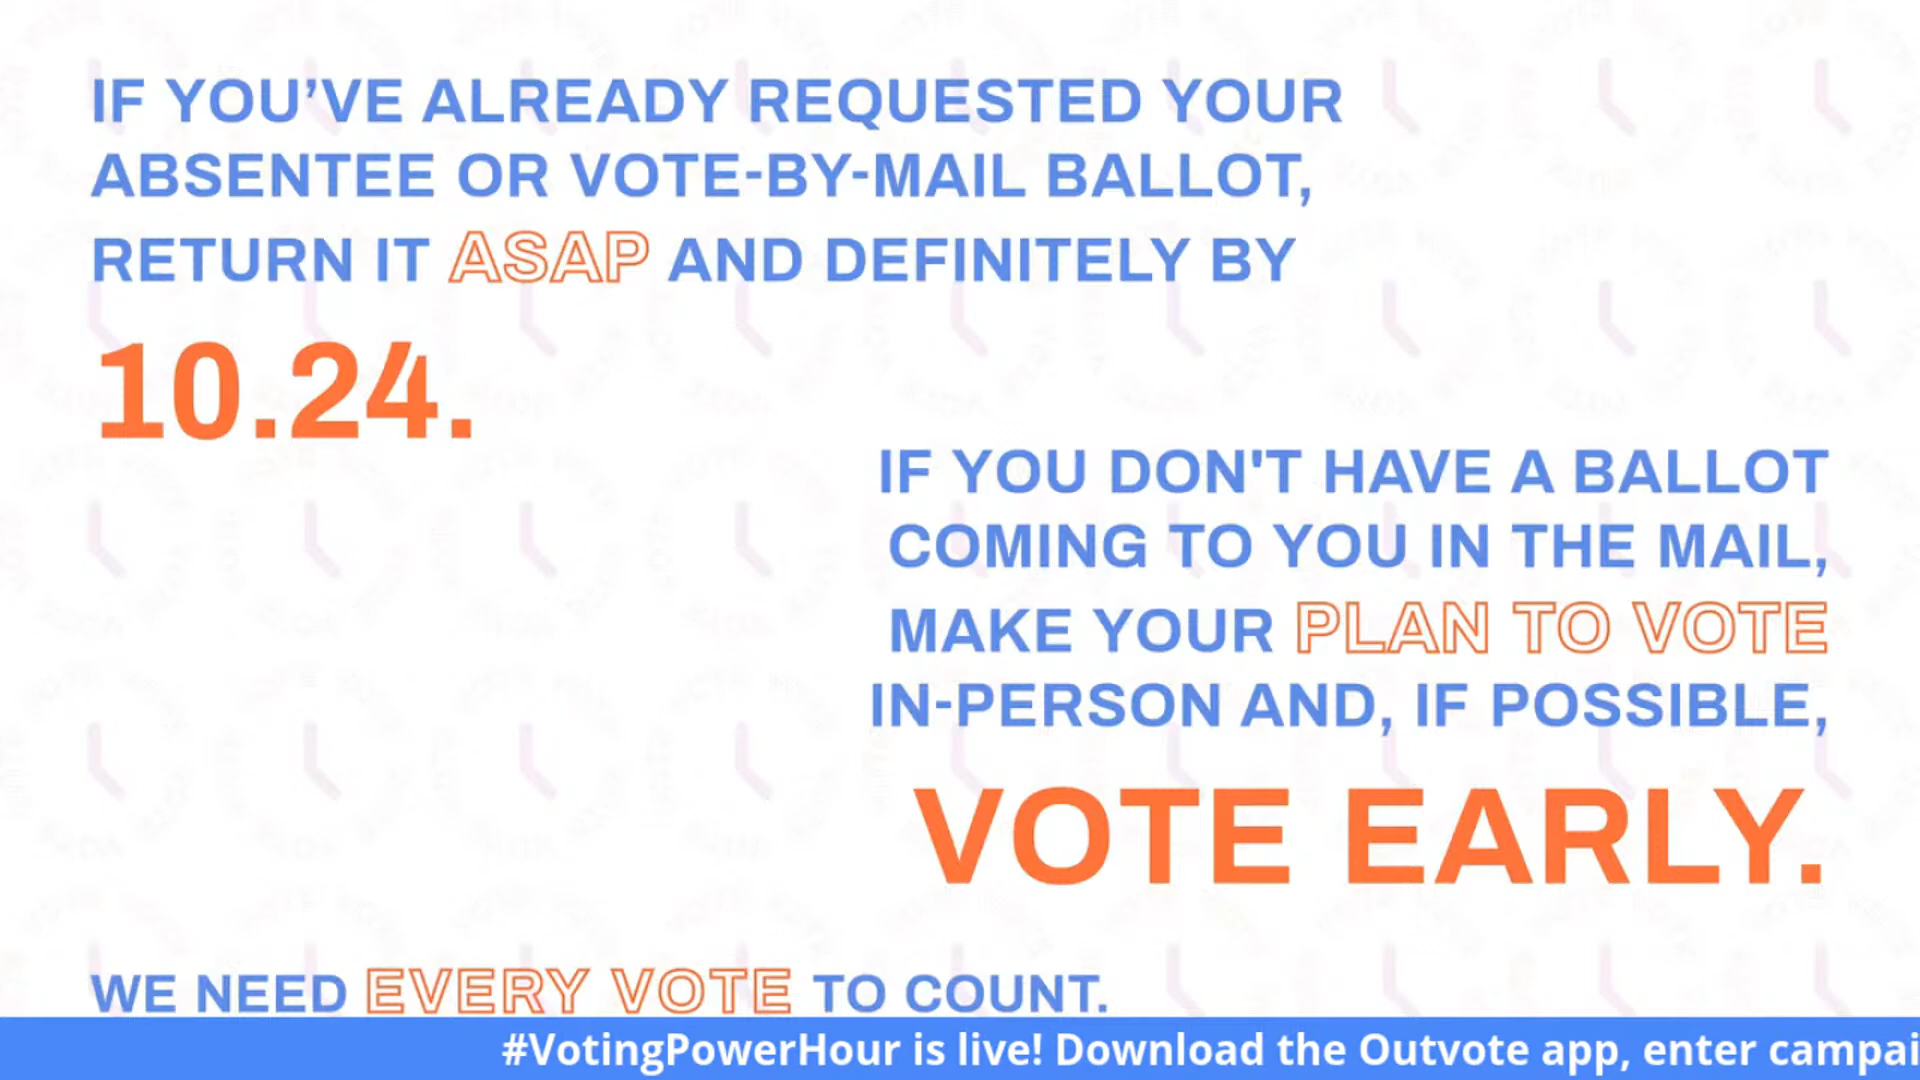 IF YOU’VE ALREADY REQUESTED YOUR
ABSENTEE OR VOTE-BY-MAIL BALLOT,
RETURN IT ASAP AND DEFINITELY BY
10.24.
IF YOU DON'T HAVE A BALLOT
COMING TO YOU IN THE MAIL,
MAKE YOUR PLAN TO VOTE
IN-PERSON AND, IF POSSIBLE,
VOTE EARLY.
WE NEED EVERY VOTE TO COUNT.
#VotingPowerHour is live! Download the Outvote app, enter campai